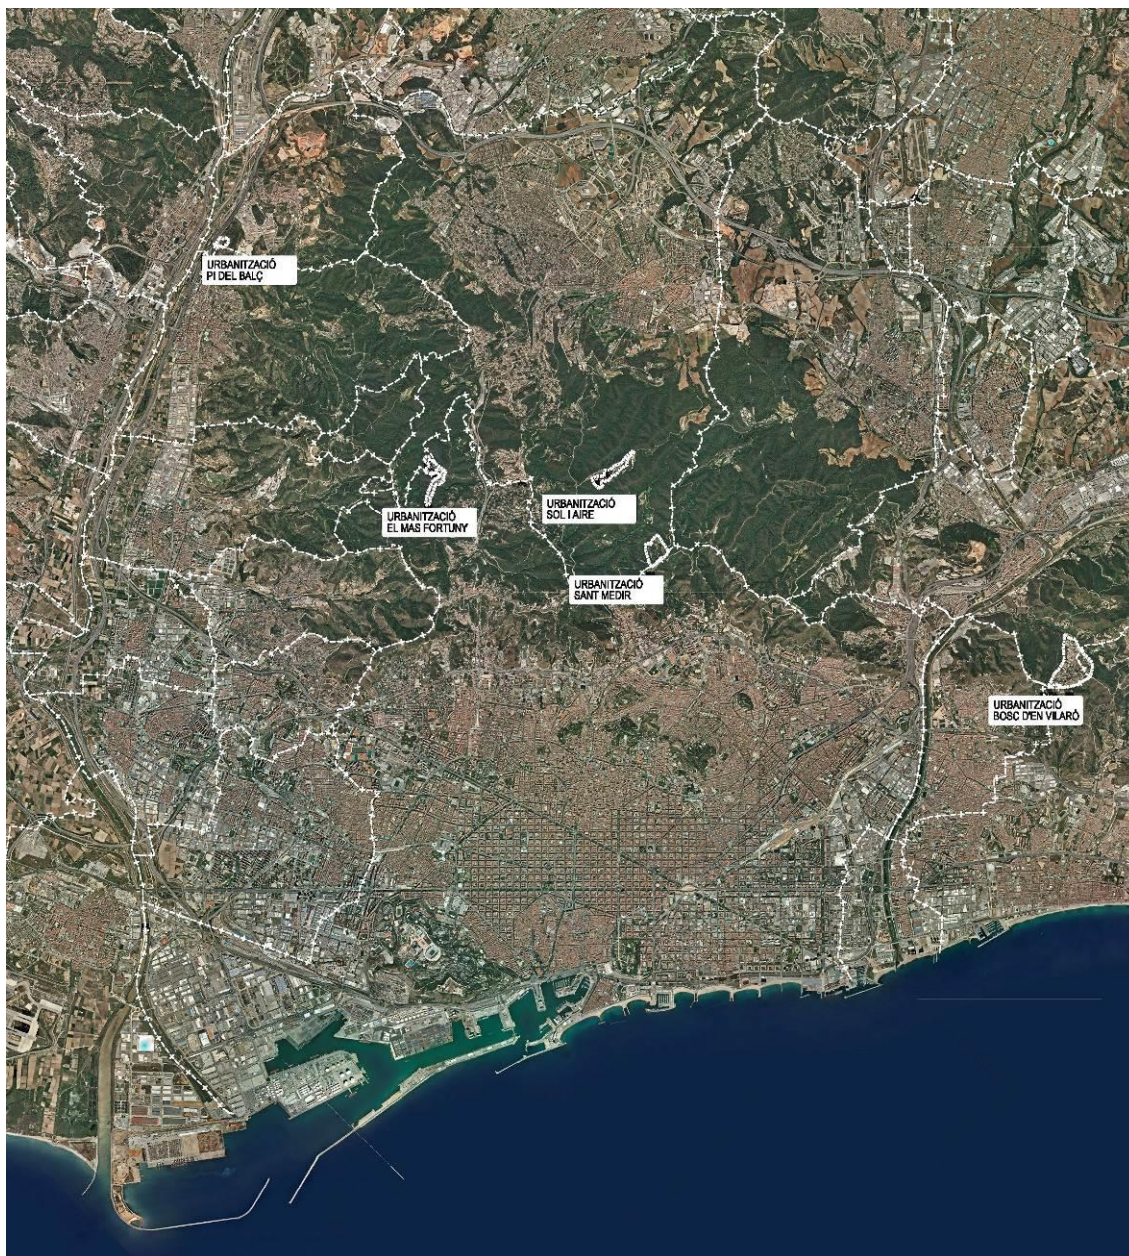 URBANITZACIÓ
PI DEL BALÇ
URBANITZACIÓ
SOL I AIRE
URBANITZACIÓ
EL MAS FORTUNY
URBANITZACIÓ
SANT MEDIR
URBANITZACIÓ
BOSC D'EN VILARÓ